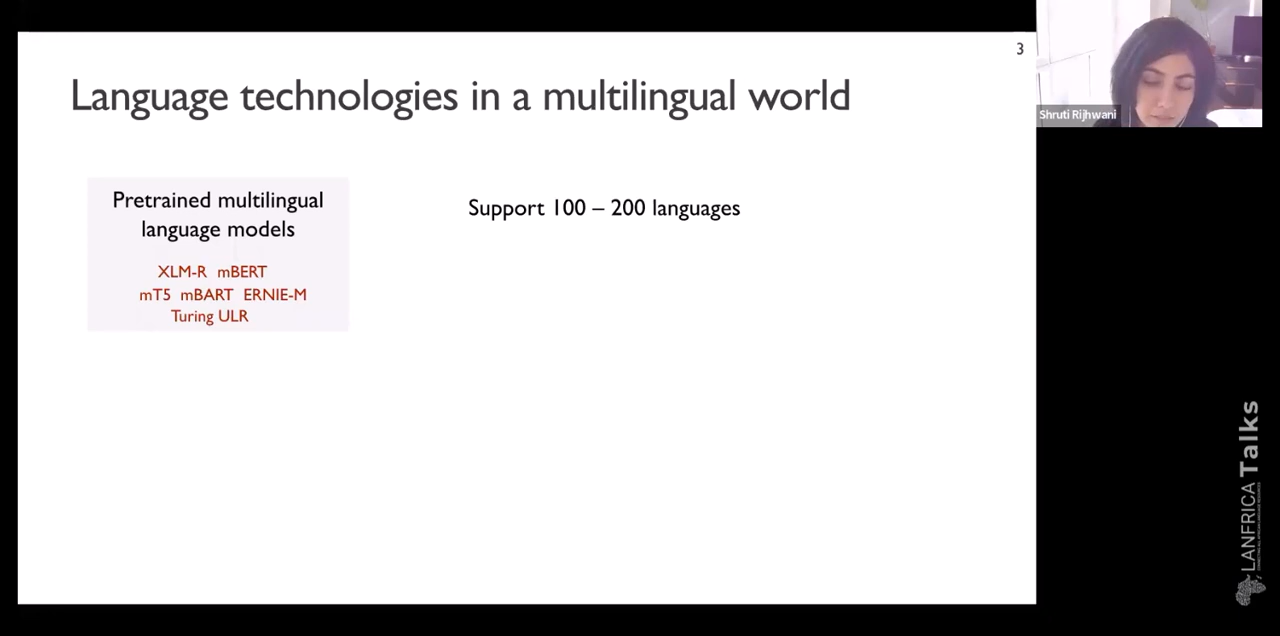 3
Language technologies in a multilingual world
Shruti Rijhwani
Pretrained multilingual
language models
Support 100 – 200 languages
XLM-R mBERT
mT5 mBART ERNIE-M
Turing ULR
LANFRICA Talks